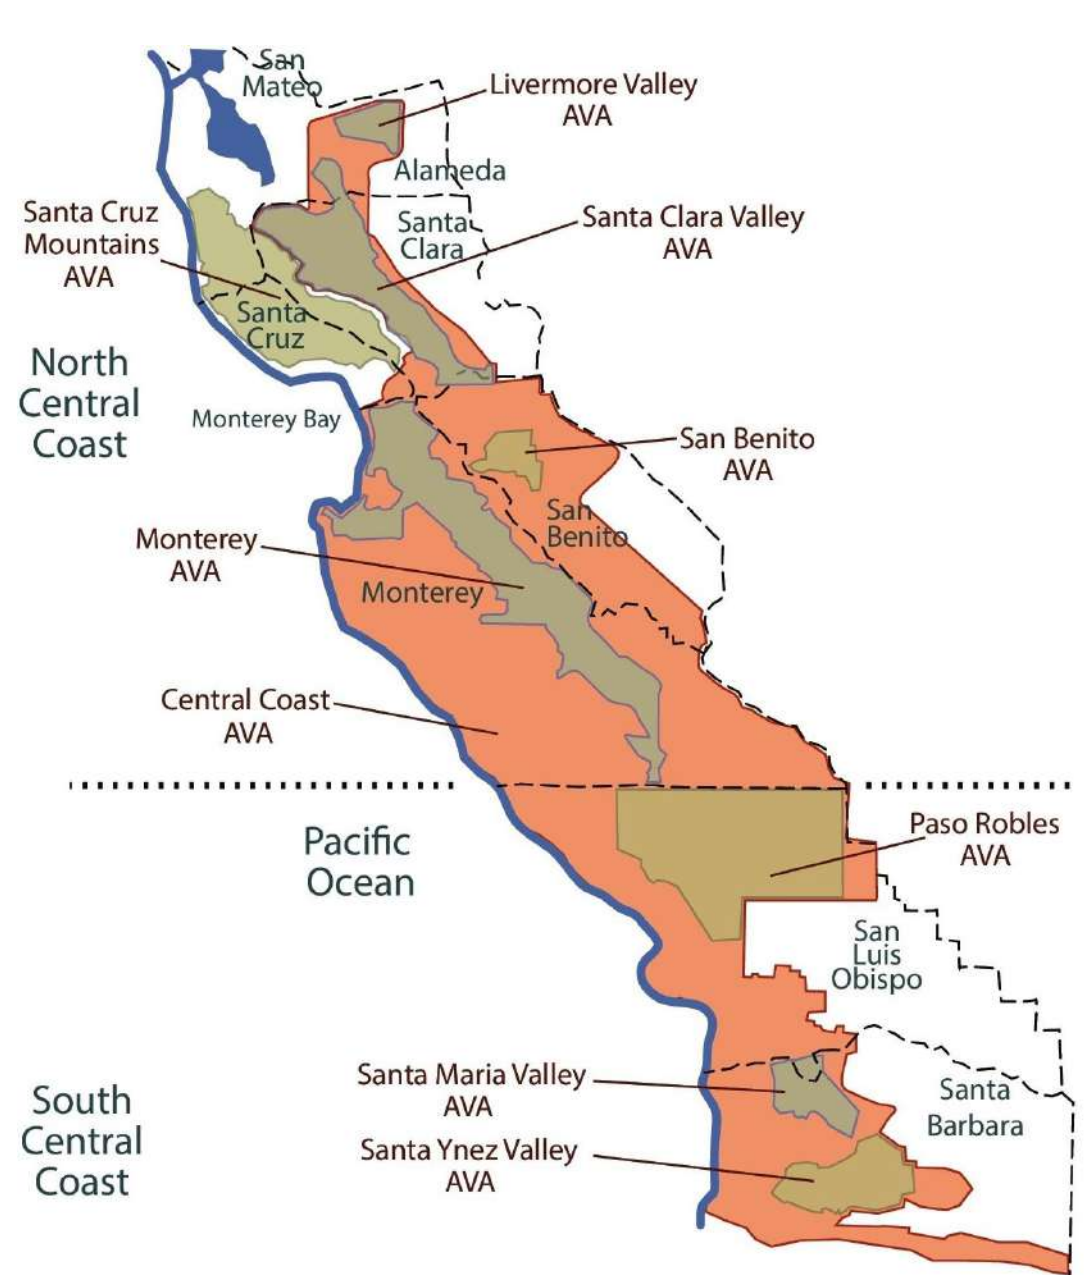 San
Mateo
Livermore Valley
AVA
Alameda
Santa Cruz
Mountains
AVA
Santa
Clara
Santa Clara Valley
AVA
Santa
Cruz
North
Central
Coast
Monterey Bay
San Benito
AVA
San
Benito
Monterey
AVA
Monterey
Central Coast
AVA
Pacific
Ocean
Paso Robles
AVA
San
Luis
Obispo
South
Central
Coast
Santa Maria Valley
AVA
Santa
Barbara
Santa Ynez Valley
AVA